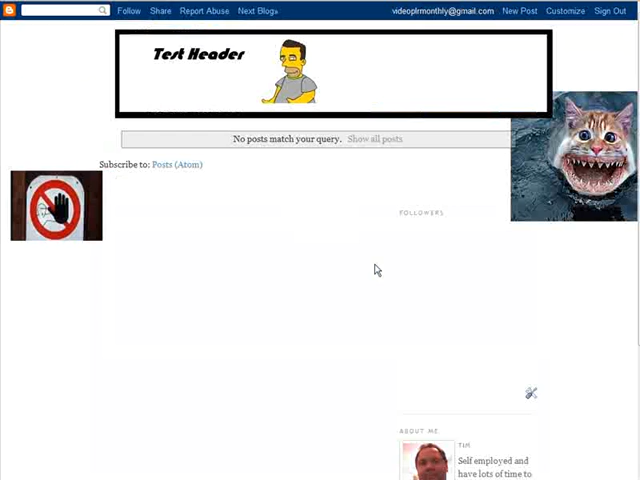 Follow Share Report Abuse Next Blog» videoplrmonthly@gmail.com New Post Customize Sign Out
Test Header
No posts match your query. Show all posts
Subscribe to: Posts (Atom)
FOLLOWERS
ABOUT ME
TIM
Self employed and
have lots of time to